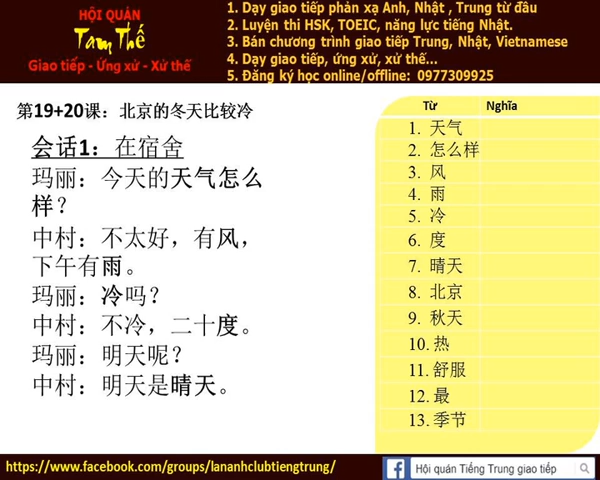 HỘI QUÁN
Tam Thế
Giao tiếp - Ứng xử - Xử thế
1. Dạy giao tiếp phản xạ Anh, Nhật , Trung từ đầu
2. Luyện thi HSK, TOEIC, năng lực tiếng Nhật.
3. Bán chương trình giao tiếp Trung, Nhật, Vietnamese
4. Dạy giao tiếp, ứng xử, xử thế...
5. Đăng ký học online/offline: 0977309925
第19+20课：北京的冬天比较冷
会话1：在宿舍
玛丽：今天的天气怎么
样？
中村：不太好，有风，
下午有雨。
玛丽：冷吗？
中村：不冷，二十度。
玛丽：明天呢？
中村：明天是晴天。
Từ Nghĩa
1. 天气
2. 怎么样
3. 风
4. 雨
5. 冷
6. 度
7. 晴天
8. 北京
9. 秋天
10. 热
11. 舒服
12. 最
13. 季节
https://www.facebook.com/groups/lananhclubtiengtrung/
Hội quán Tiếng Trung giao tiếp